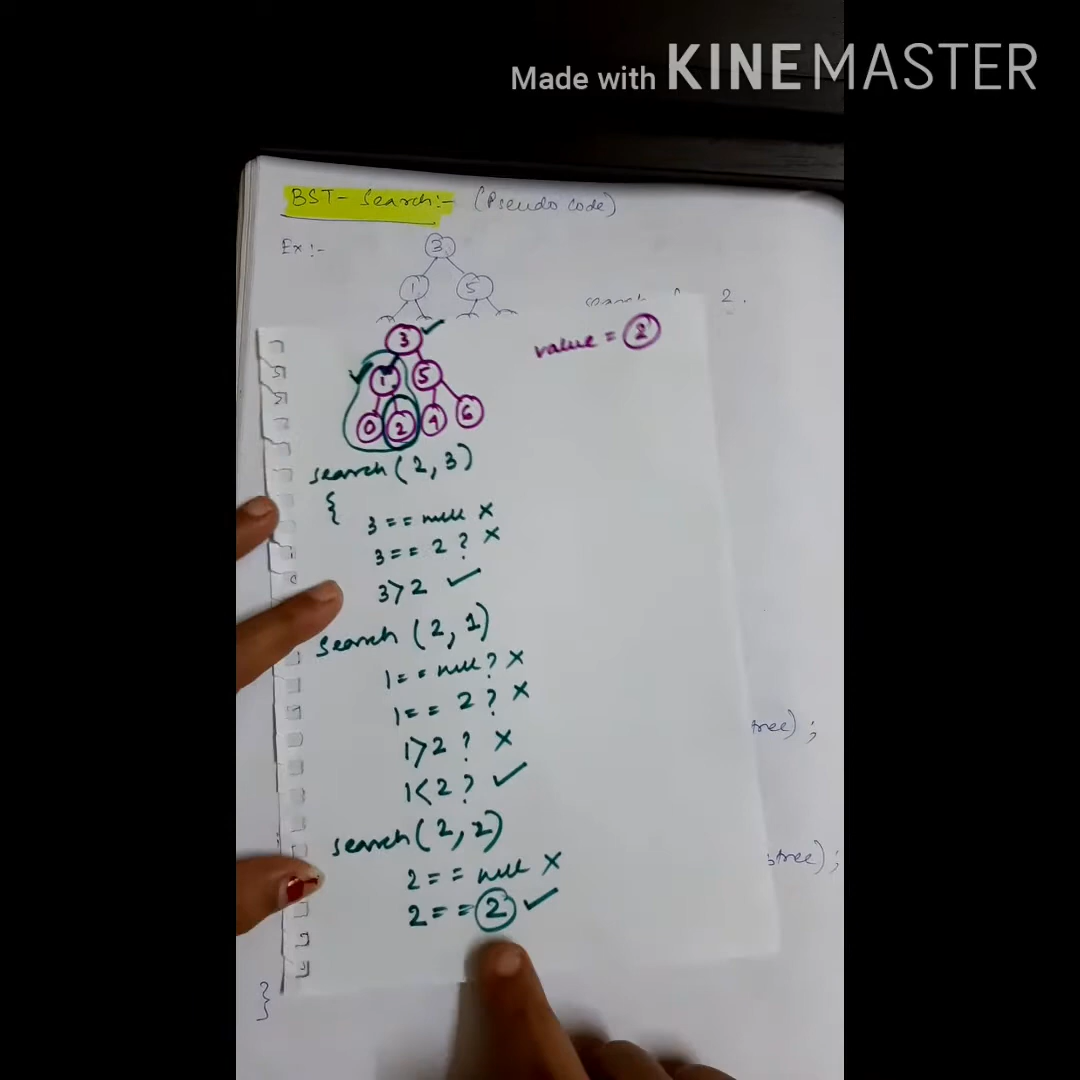 Made with KINEMASTER
BST- Search:- (Pseudo Code)
Ex:-
3
1 5
2.
3
value = 2
1 5
0 2 4 6
search (2, 3)
{
3 == null ×
3 == 2 ? ×
3>2 ✓
Search (2, 1)
1 == null? ×
1 == 2 ? ×
1>2 ? ×
tree) ;
1<2 ? ✓
search (2, 2)
tree) ;
2 == null ×
2 == 2 ✓
}